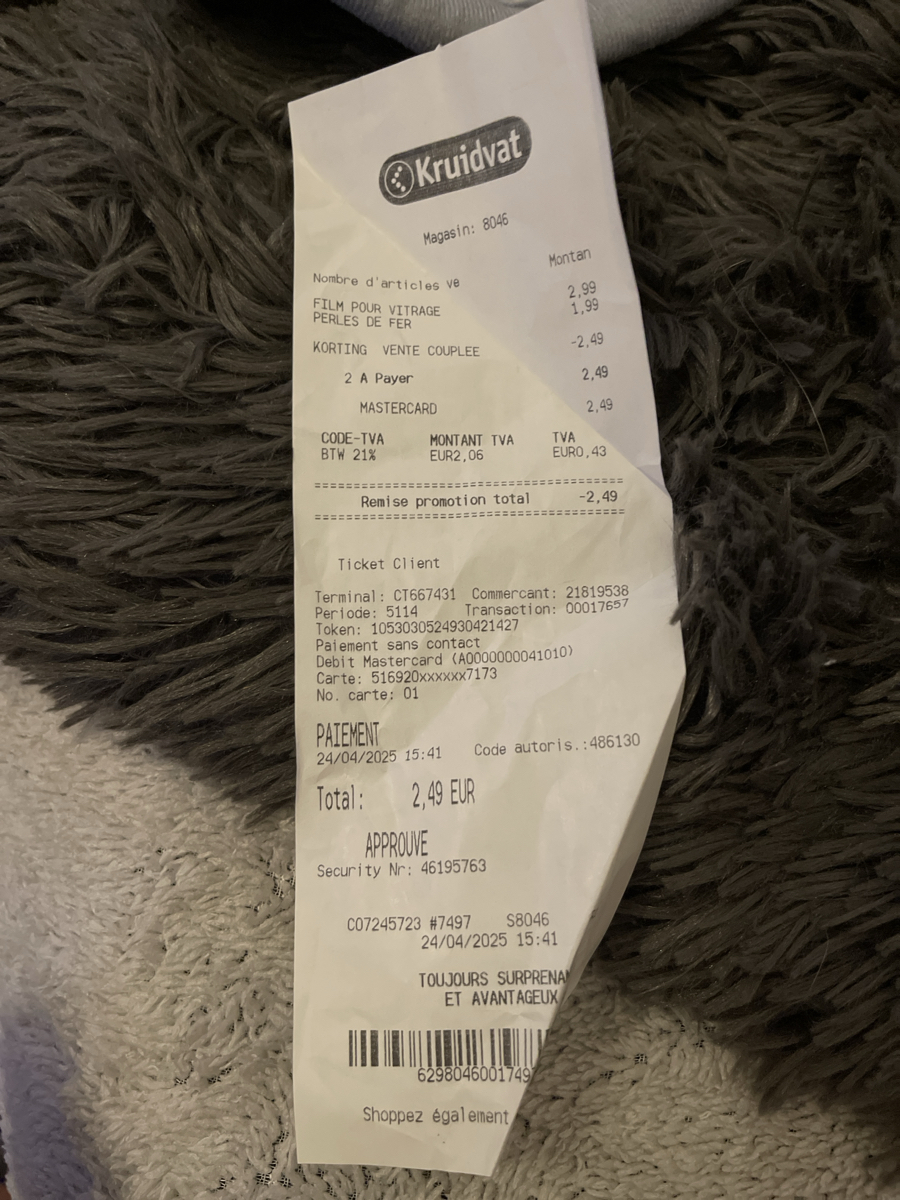 Kruidvat
Magasin: 8046
Montan
Nombre d'articles ve
FILM POUR VITRAGE 2,99
PERLES DE FER 1,99
KORTING VENTE COUPLEE -2,49
2 A Payer 2,49
MASTERCARD 2,49
CODE-TVA MONTANT TVA TVA
BTW 21% EUR2,06 EUR0,43
================================================
Remise promotion total -2,49
================================================
Ticket Client
Terminal: CT667431 Commercant: 21819538
Periode: 5114 Transaction: 00017657
Token: 1053030524930421427
Paiement sans contact
Debit Mastercard (A0000000041010)
Carte: 516920xxxxxx7173
No. carte: 01
PAIEMENT
24/04/2025 15:41 Code autoris.:486130
Total: 2,49 EUR
APPROUVE
Security Nr: 46195763
C07245723 #7497 S8046
24/04/2025 15:41
TOUJOURS SURPRENA
ET AVANTAGEUX
6298046001749
Shoppez également